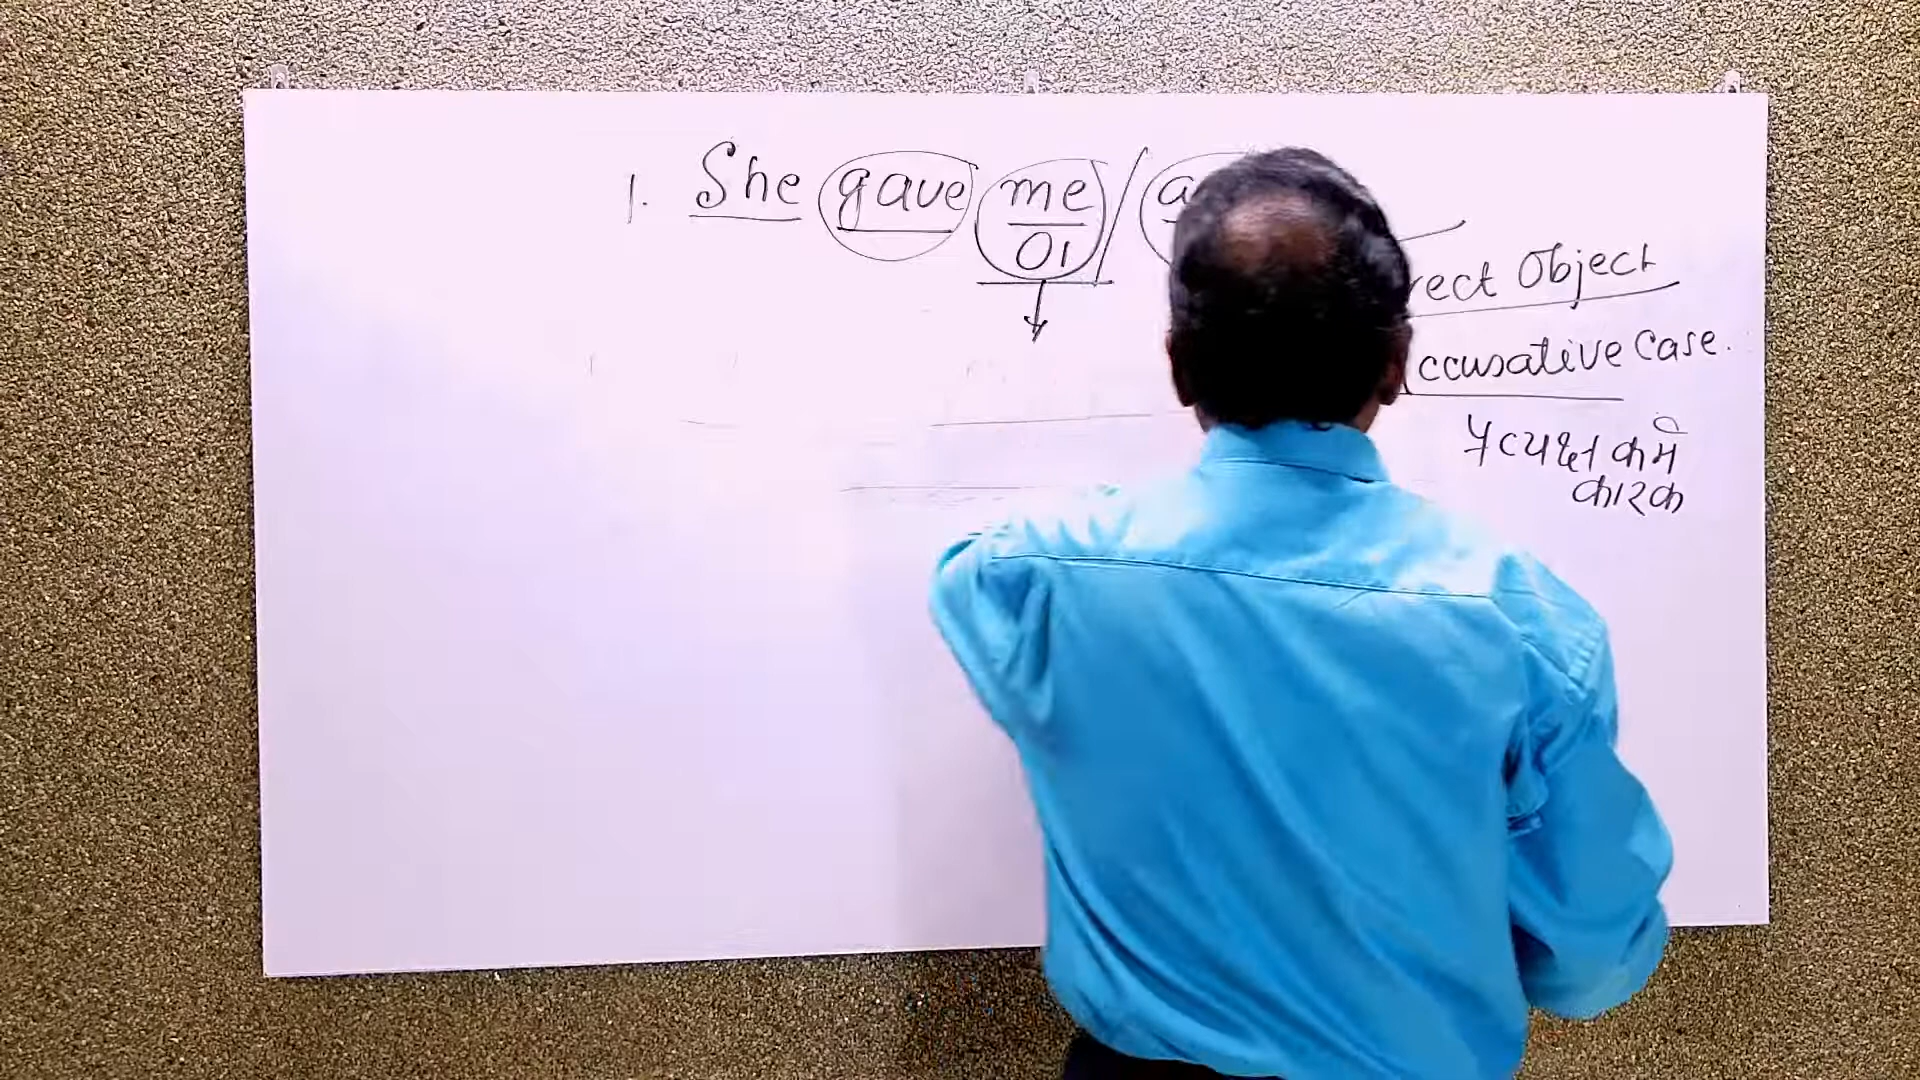 1. She gave me / a
OI
rect Object
ccusative Case.
प्रत्यक्ष कर्म
कारक